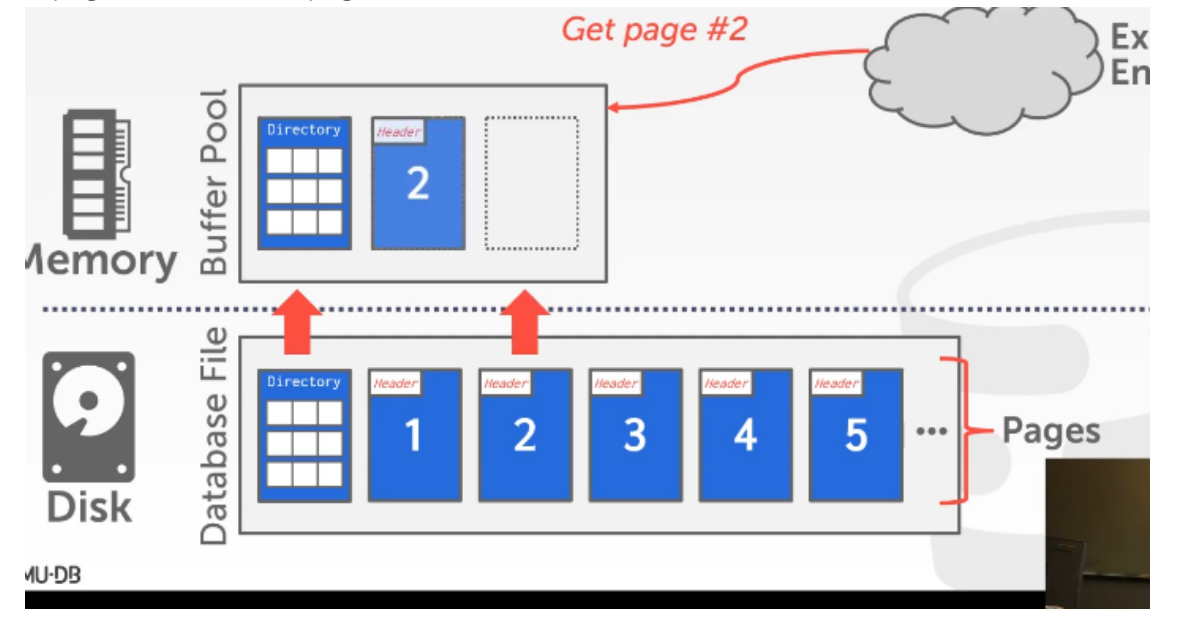 Get page #2
Ex
En
Buffer Pool
Directory
Header
2
Memory
Database File
Directory
Header
1
Header
2
Header
3
Header
4
Header
5
...
Pages
Disk
MU-DB